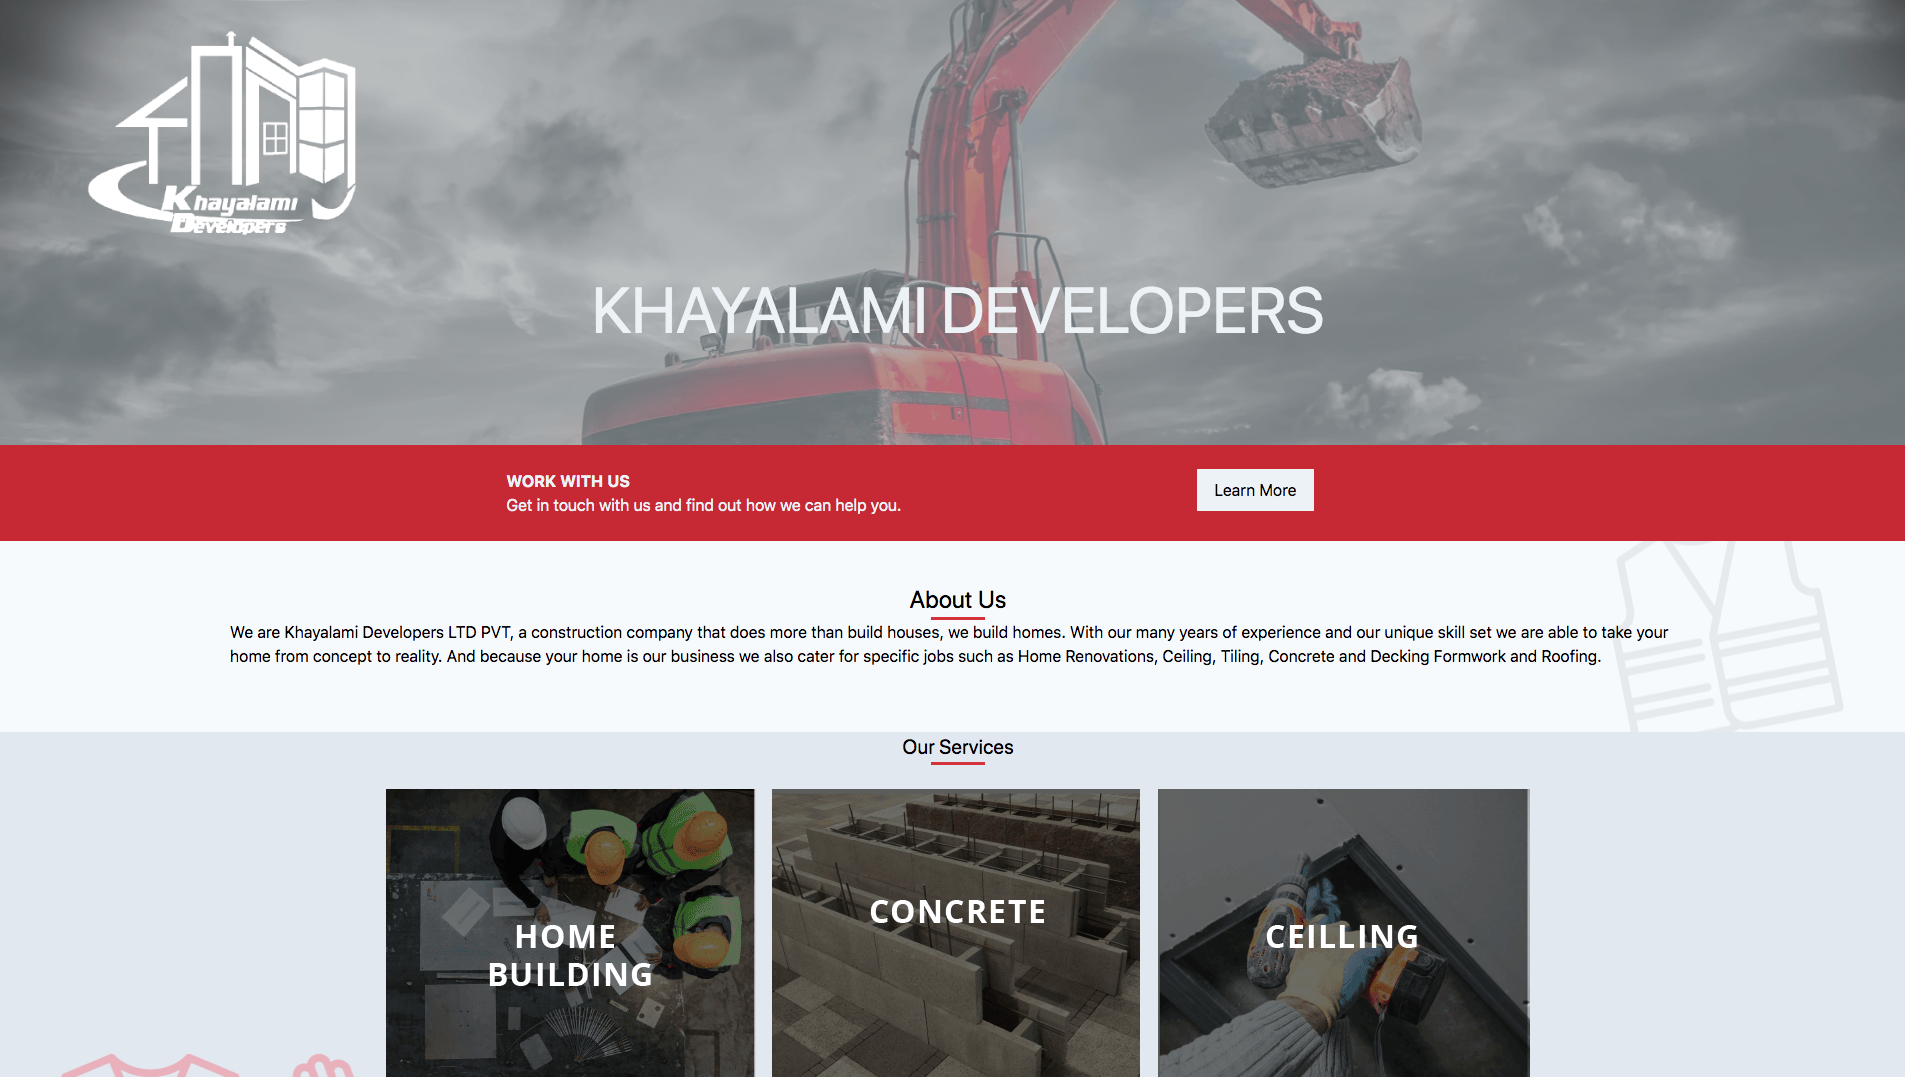 Khayalami
Developers
KHAYALAMI DEVELOPERS
WORK WITH US
Get in touch with us and find out how we can help you.
Learn More
About Us
We are Khayalami Developers LTD PVT, a construction company that does more than build houses, we build homes. With our many years of experience and our unique skill set we are able to take your
home from concept to reality. And because your home is our business we also cater for specific jobs such as Home Renovations, Ceiling, Tiling, Concrete and Decking Formwork and Roofing.
Our Services
HOME
BUILDING
CONCRETE
CEILLING